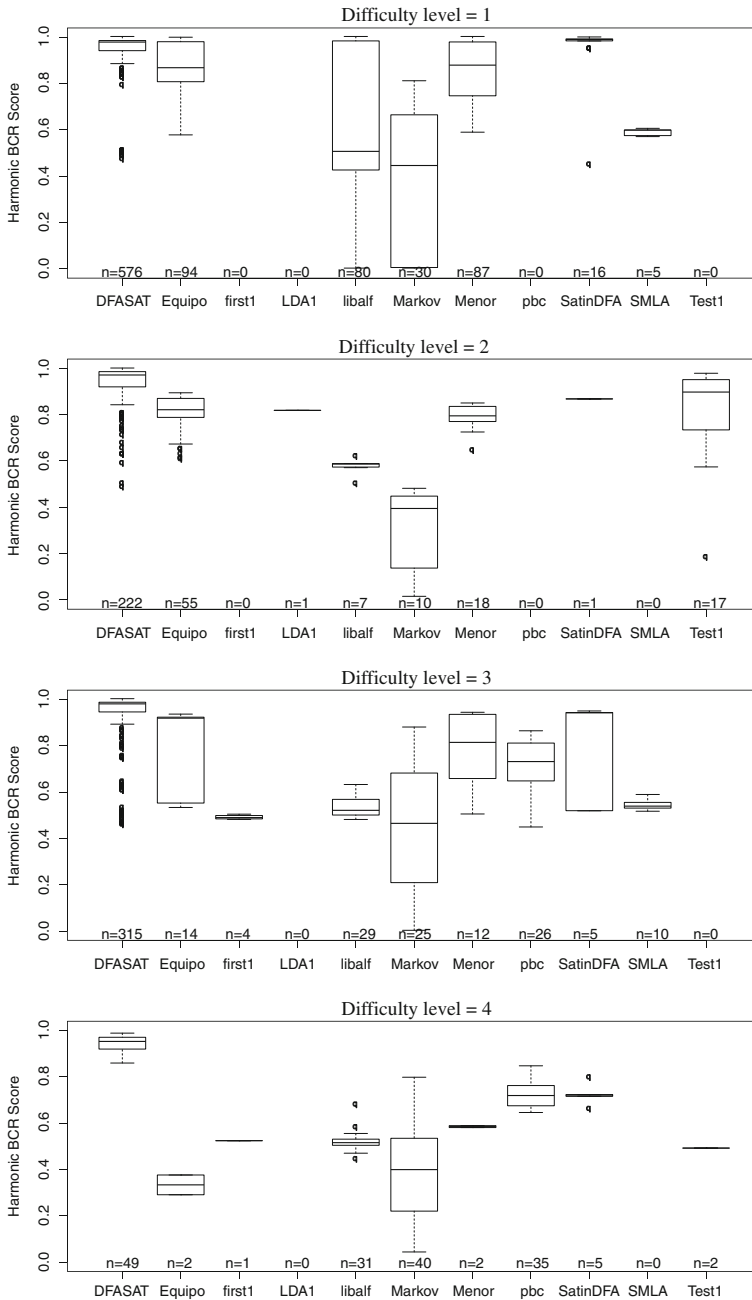 Difficulty level = 1
Harmonic BCR Score
1.0
0.8
0.6
0.4
0.2
0.0
n=576 n=94 n=0 n=0 n=80 n=30 n=87 n=0 n=16 n=5 n=0
DFASAT Equipo first1 LDA1 libalf Markov Menor pbc SatinDFA SMLA Test1
Difficulty level = 2
Harmonic BCR Score
1.0
0.8
0.6
0.4
0.2
0.0
n=222 n=55 n=0 n=1 n=7 n=10 n=18 n=0 n=1 n=0 n=17
DFASAT Equipo first1 LDA1 libalf Markov Menor pbc SatinDFA SMLA Test1
Difficulty level = 3
Harmonic BCR Score
1.0
0.8
0.6
0.4
0.2
0.0
n=315 n=14 n=4 n=0 n=29 n=25 n=12 n=26 n=5 n=10 n=0
DFASAT Equipo first1 LDA1 libalf Markov Menor pbc SatinDFA SMLA Test1
Difficulty level = 4
Harmonic BCR Score
1.0
0.8
0.6
0.4
0.2
0.0
n=49 n=2 n=1 n=0 n=31 n=40 n=2 n=35 n=5 n=0 n=2
DFASAT Equipo first1 LDA1 libalf Markov Menor pbc SatinDFA SMLA Test1